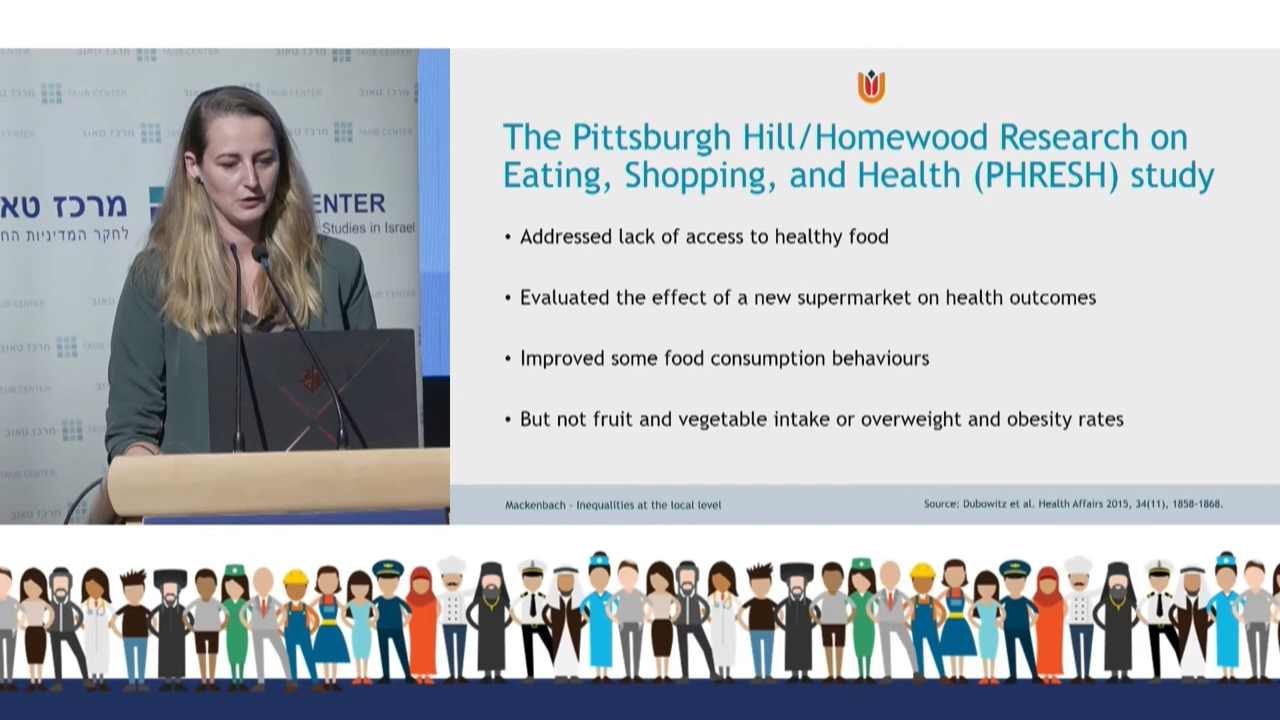 מרכז טאוב
TAUB CENTER
מרכז טא
ENTER
לחקר המדיניות הח
Studies in Israel
The Pittsburgh Hill/Homewood Research on
Eating, Shopping, and Health (PHRESH) study
• Addressed lack of access to healthy food
• Evaluated the effect of a new supermarket on health outcomes
• Improved some food consumption behaviours
• But not fruit and vegetable intake or overweight and obesity rates
Mackenbach - Inequalities at the local level
Source: Dubowitz et al. Health Affairs 2015, 34(11), 1858-1868.